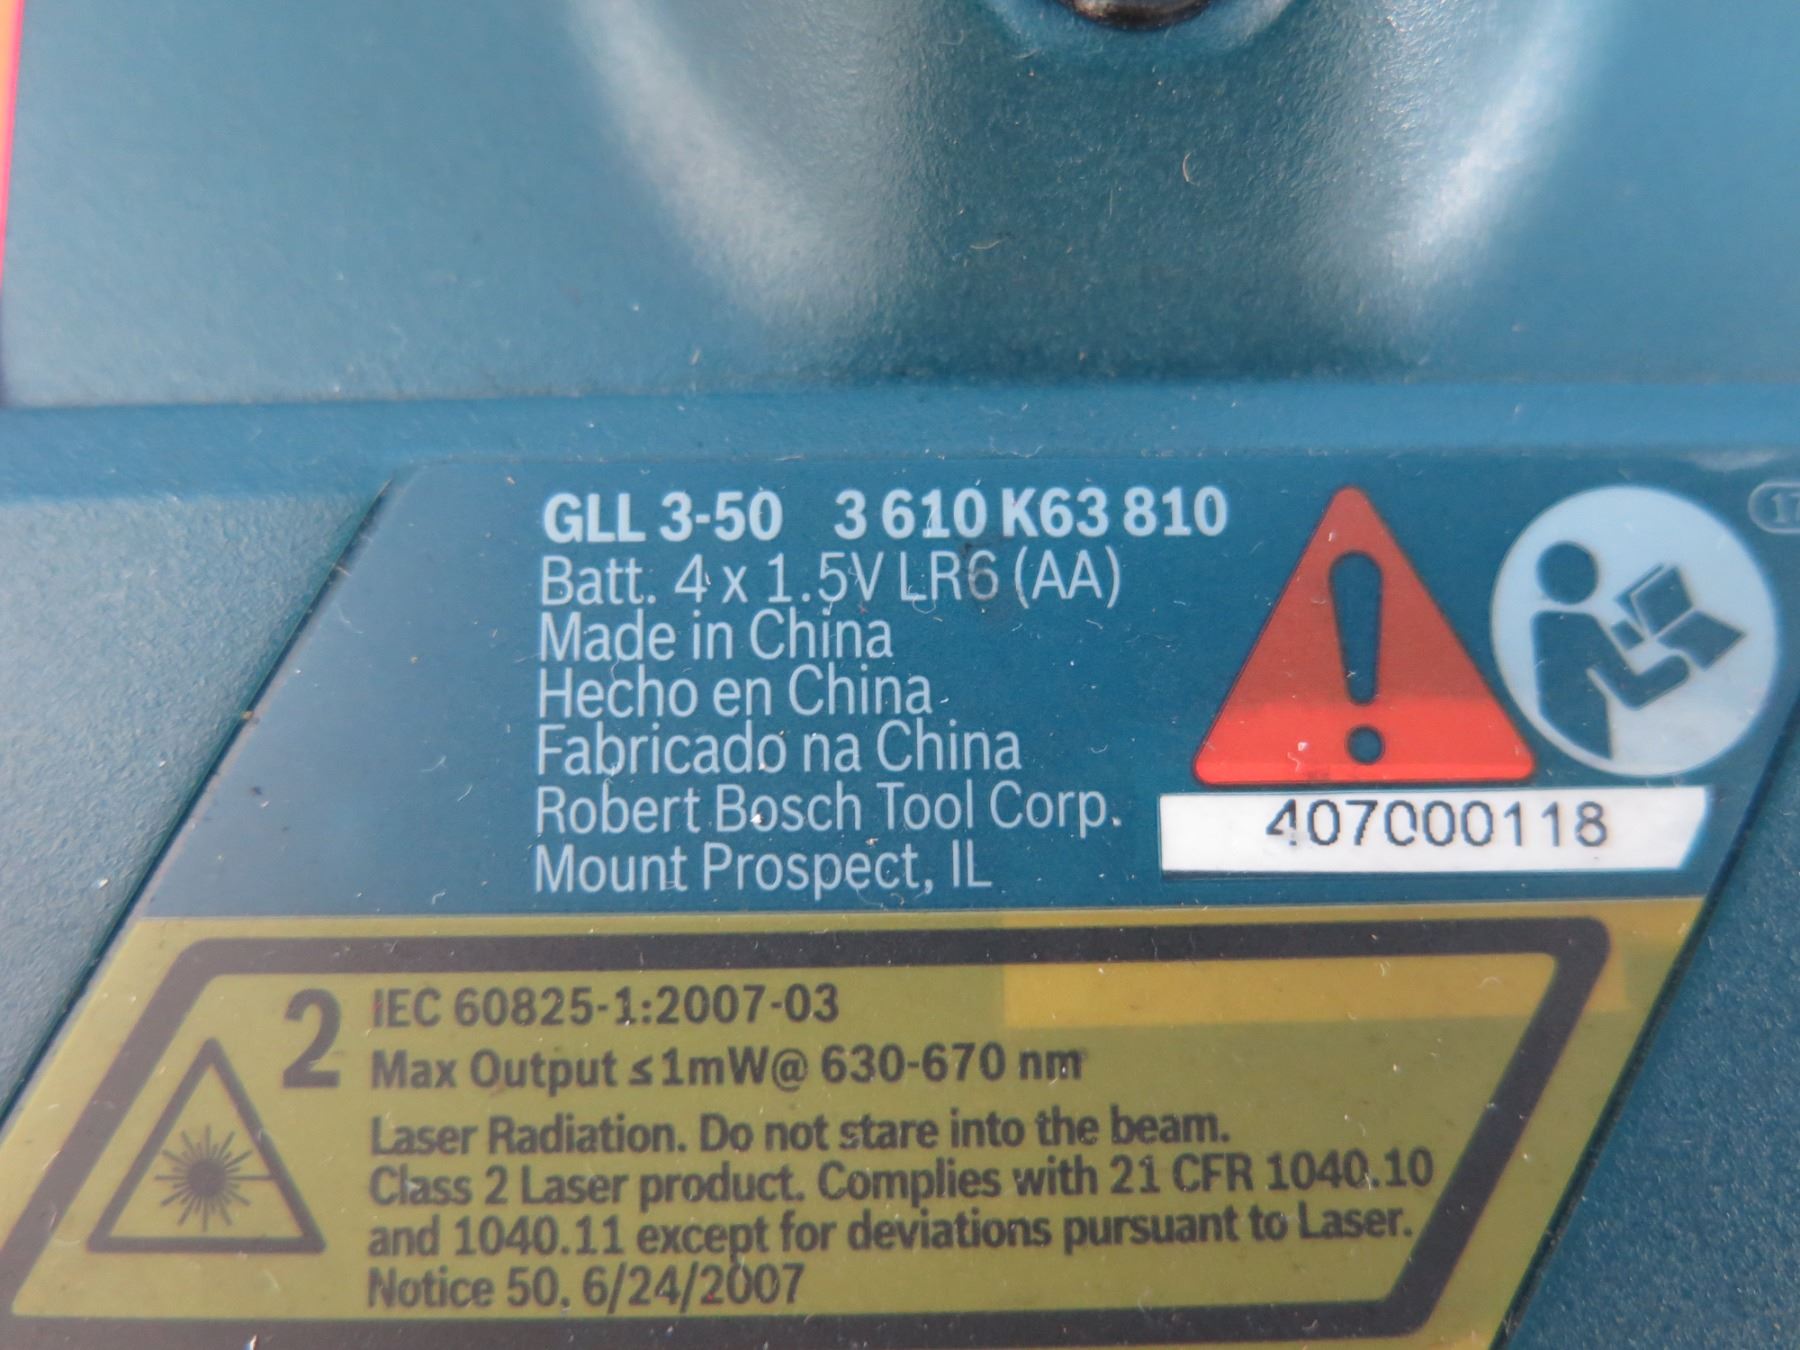 GLL 3-50 3 610 K63 810
Batt. 4 x 1.5V LR6 (AA)
Made in China
Hecho en China
Fabricado na China
Robert Bosch Tool Corp.
Mount Prospect, IL
407000118
17
2
IEC 60825-1:2007-03
Max Output ≤1mW@ 630-670 nm
Laser Radiation. Do not stare into the beam.
Class 2 Laser product. Complies with 21 CFR 1040.10
and 1040.11 except for deviations pursuant to Laser.
Notice 50. 6/24/2007